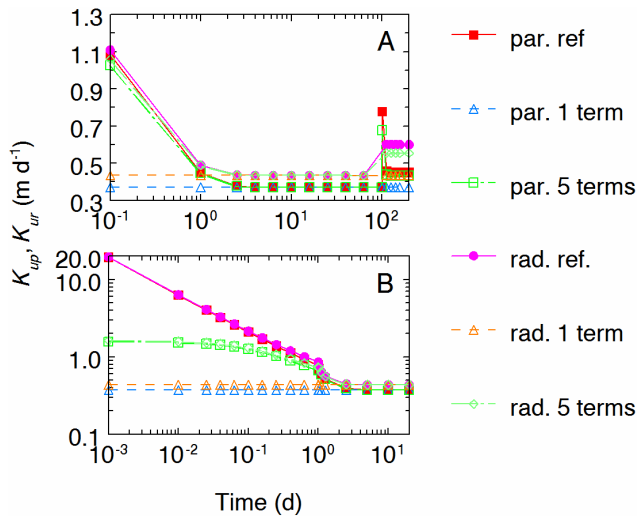 A
1.3
1.1
0.9
0.7
0.5
0.3
10⁻¹ 10⁰ 10¹ 10²
K_up, K_ur (m d⁻¹)
B
20.0
10.0
1.0
0.1
10⁻³ 10⁻² 10⁻¹ 10⁰ 10¹
Time (d)
par. ref
par. 1 term
par. 5 terms
rad. ref.
rad. 1 term
rad. 5 terms